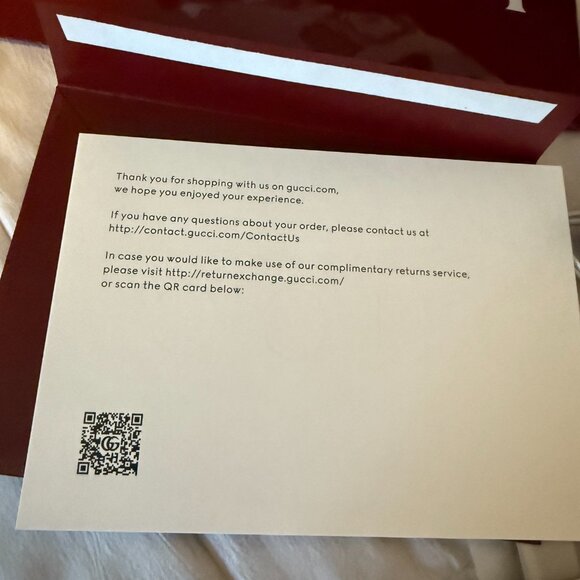 Thank you for shopping with us on gucci.com,
we hope you enjoyed your experience.
If you have any questions about your order, please contact us at
http://contact.gucci.com/ContactUs
In case you would like to make use of our complimentary returns service,
please visit http://returnexchange.gucci.com/
or scan the QR card below: